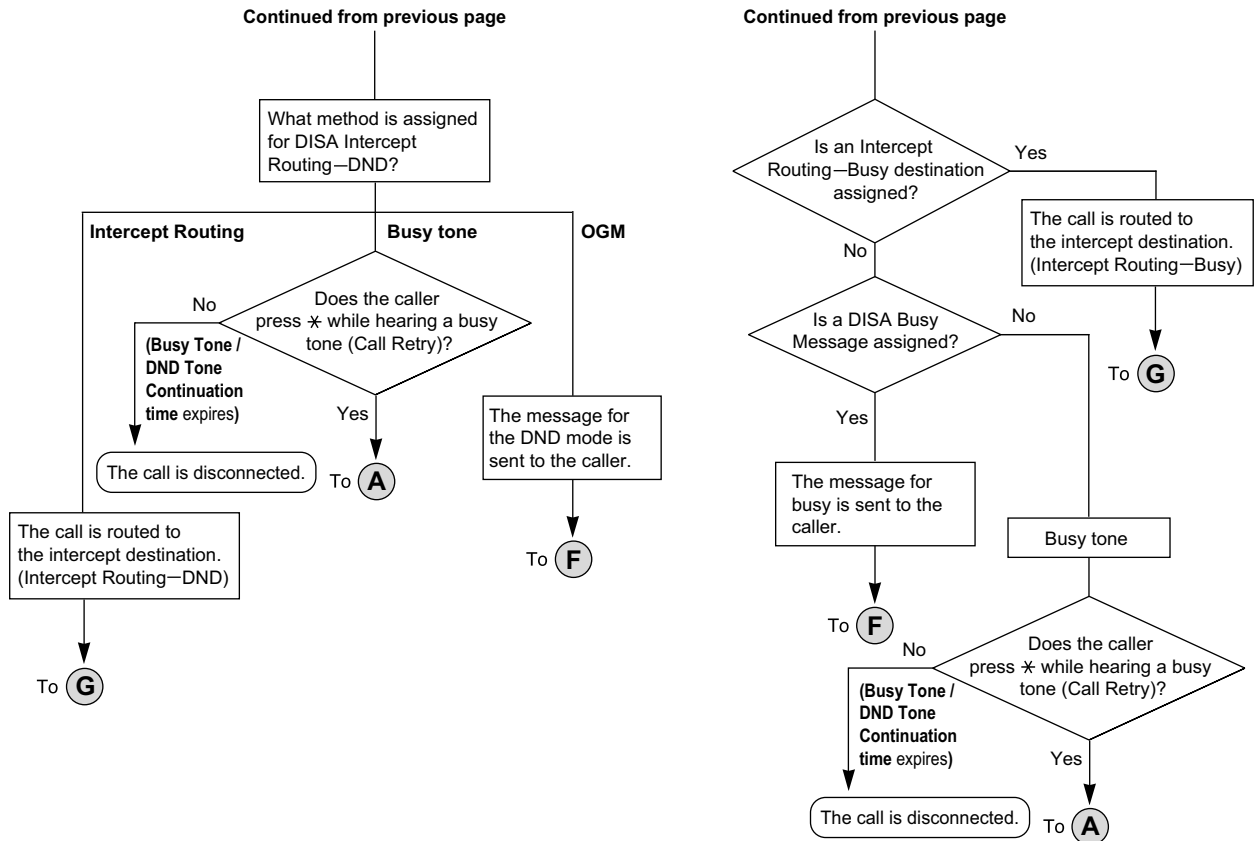 Continued from previous page
What method is assigned
for DISA Intercept
Routing—DND?
Intercept Routing
Busy tone
OGM
No
Does the caller
press ✳ while hearing a busy
tone (Call Retry)?
(Busy Tone /
DND Tone
Continuation
time expires)
Yes
The call is disconnected.
To A
The message for
the DND mode is
sent to the caller.
To F
The call is routed to
the intercept destination.
(Intercept Routing—DND)
To G
Continued from previous page
Is an Intercept
Routing—Busy destination
assigned?
Yes
The call is routed to
the intercept destination.
(Intercept Routing—Busy)
To G
No
Is a DISA Busy
Message assigned?
No
Yes
The message for
busy is sent to the
caller.
To F
Busy tone
Does the caller
press ✳ while hearing a busy
tone (Call Retry)?
No
(Busy Tone /
DND Tone
Continuation
time expires)
Yes
The call is disconnected.
To A